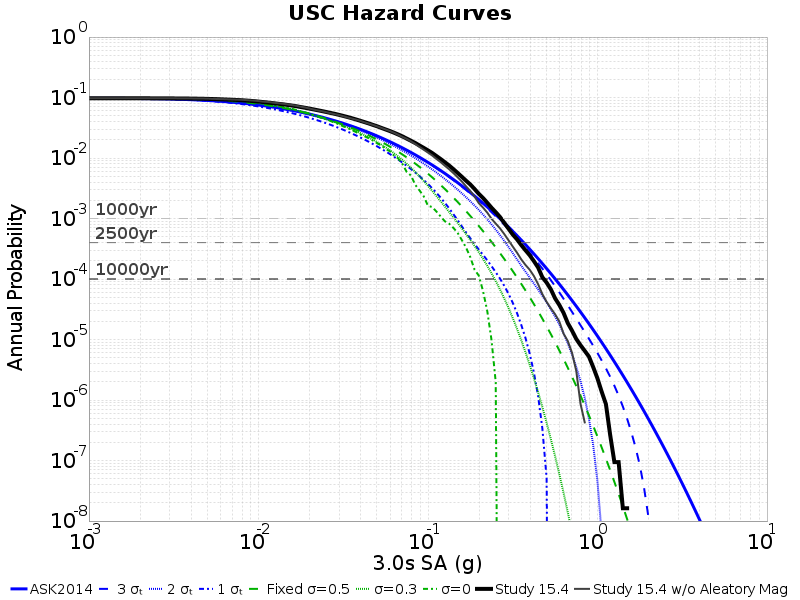 USC Hazard Curves
10^0
10^-1
10^-2
10^-3
10^-4
10^-5
10^-6
10^-7
10^-8
1000yr
2500yr
10000yr
Annual Probability
10^-3 10^-2 10^-1 10^0 10^1
3.0s SA (g)
ASK2014 3 σₜ 2 σₜ 1 σₜ Fixed σ=0.5 σ=0.3 σ=0 Study 15.4 Study 15.4 w/o Aleatory Mag